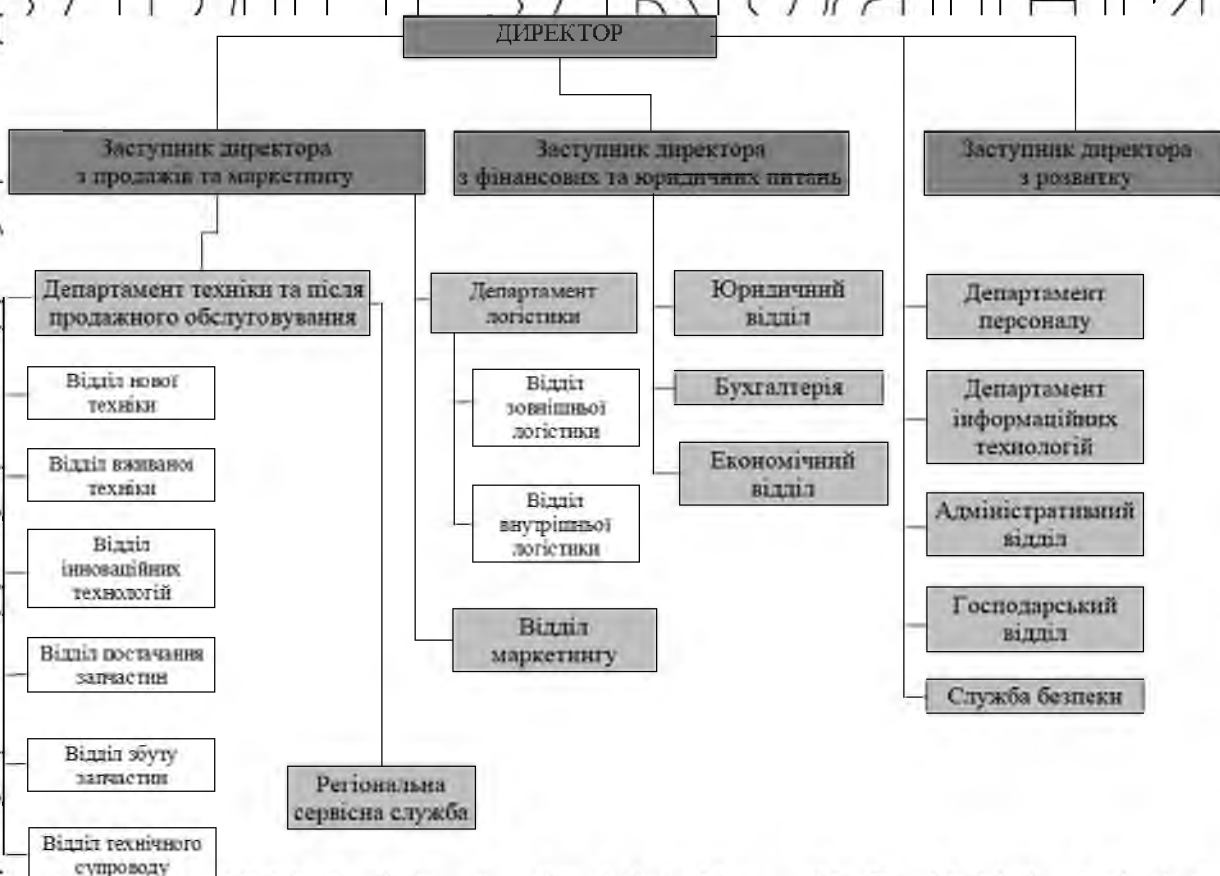 ДИРЕКТОР
Заступник директора
з продажів та маркетингу
Заступник директора
з фінансових та юридичних питань
Заступник директора
з розвитку
Департамент техніки та після
продажного обслуговування
Відділ нової
техніки
Відділ вживаної
техніки
Відділ
інноваційних
технологій
Відділ постачання
запчастин
Відділ збуту
запчастин
Відділ технічного
супроводу
Регіональна
сервісна служба
Департамент
логістики
Відділ
зовнішньої
логістики
Відділ
внутрішньої
логістики
Відділ
маркетингу
Юридичний
відділ
Бухгалтерія
Економічний
відділ
Департамент
персоналу
Департамент
інформаційних
технологій
Адміністративний
відділ
Господарський
відділ
Служба безпеки